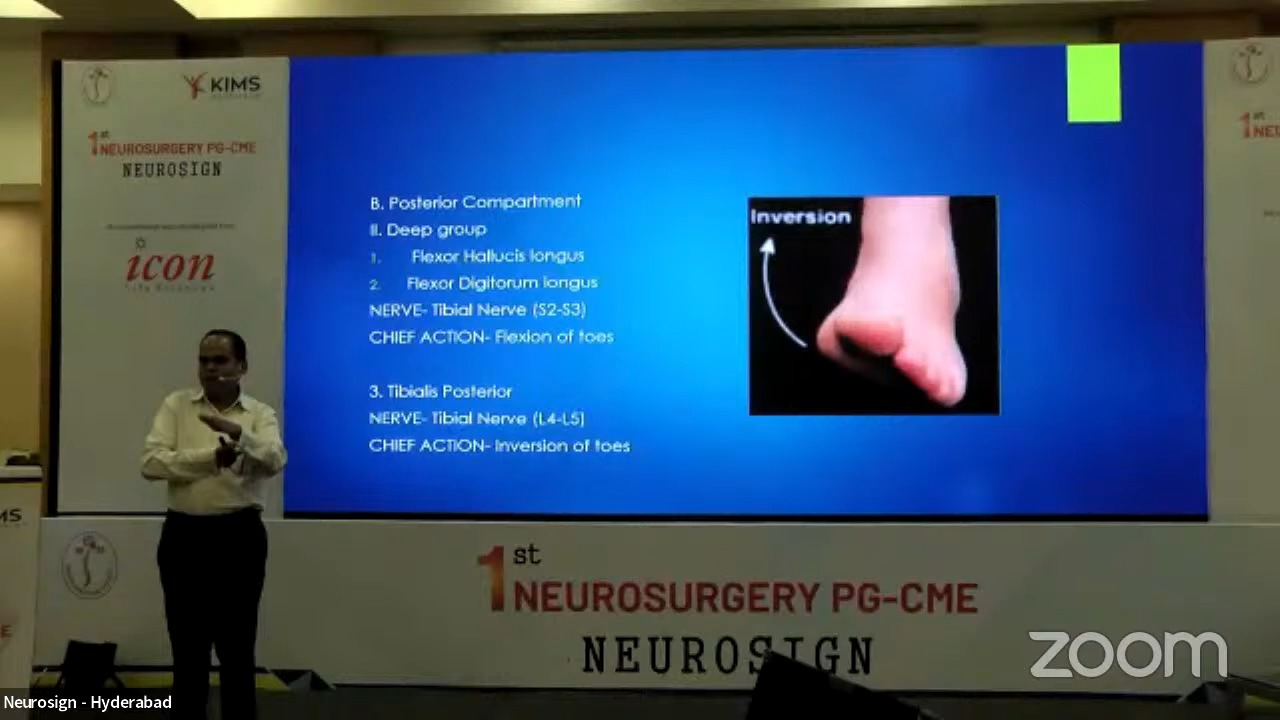 KIMS
1st
NEUROSURGERY PG-CME
NEUROSIGN
icon
Life Sciences
B. Posterior Compartment
II. Deep group
1. Flexor Hallucis longus
2. Flexor Digitorum longus
NERVE- Tibial Nerve (S2-S3)
CHIEF ACTION- Flexion of toes
3. Tibialis Posterior
NERVE- Tibial Nerve (L4-L5)
CHIEF ACTION- Inversion of toes
Inversion
1st
NEUROSURGERY PG-CME
NEUROSIGN
zoom
Neurosign - Hyderabad